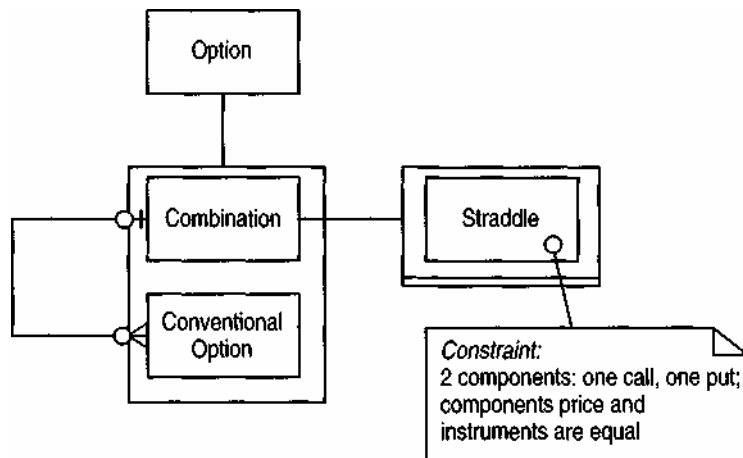 Option
Combination
Straddle
Conventional
Option
Constraint:
2 components: one call, one put;
components price and
instruments are equal